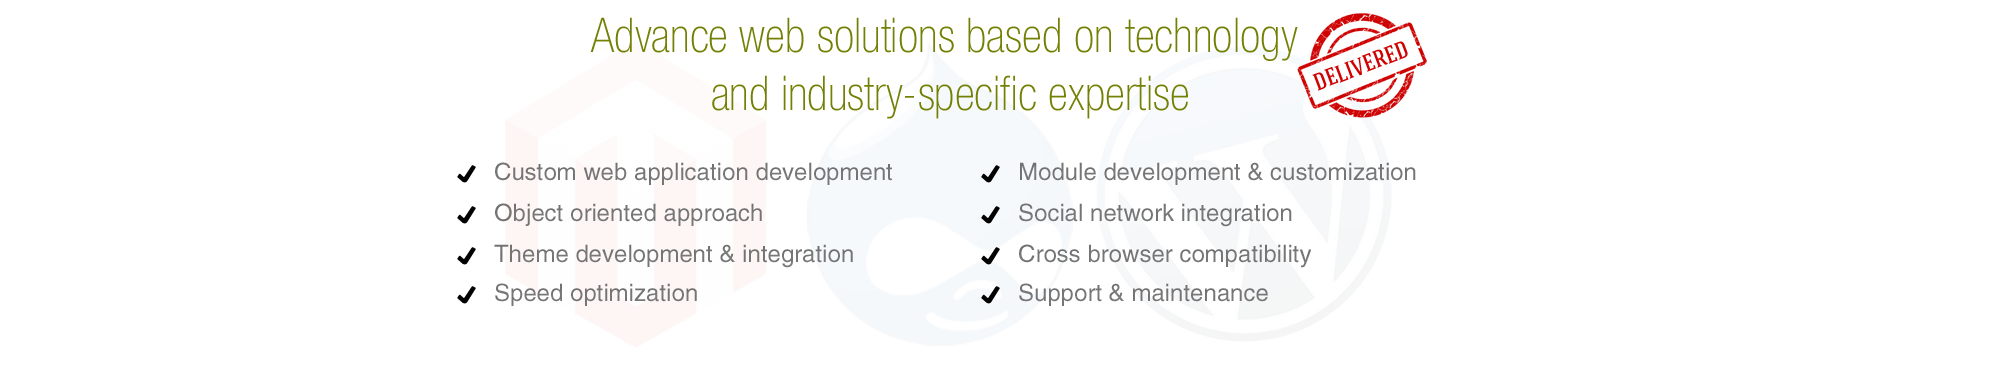 Advance web solutions based on technology
and industry-specific expertise
DELIVERED
Custom web application development
Object oriented approach
Theme development & integration
Speed optimization
Module development & customization
Social network integration
Cross browser compatibility
Support & maintenance